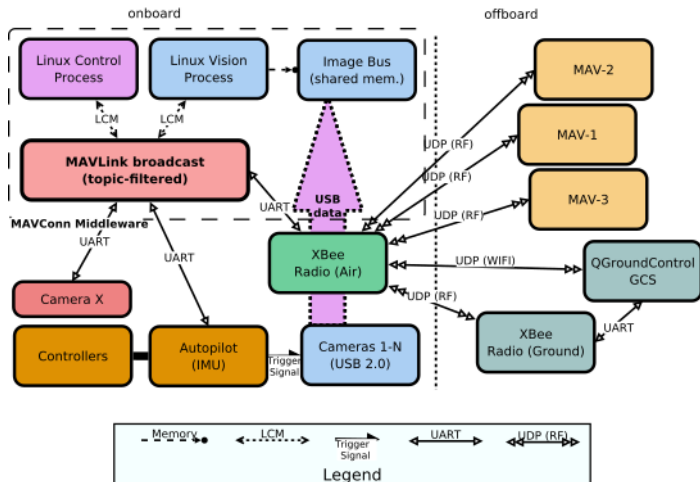 onboard
offboard
Linux Control
Process
Linux Vision
Process
Image Bus
(shared mem.)
MAV-2
LCM
LCM
UDP (RF)
MAV-1
MAVLink broadcast
(topic-filtered)
UDP (RF)
MAV-3
USB
data
UART
UDP (RF)
MAVConn Middleware
UART
UART
XBee
Radio (Air)
UDP (WIFI)
QGroundControl
GCS
Camera X
UDP (RF)
XBee
Radio (Ground)
UART
Controllers
Autopilot
(IMU)
Trigger
Signal
Cameras 1-N
(USB 2.0)
Memory
LCM
Trigger
Signal
UART
UDP (RF)
Legend